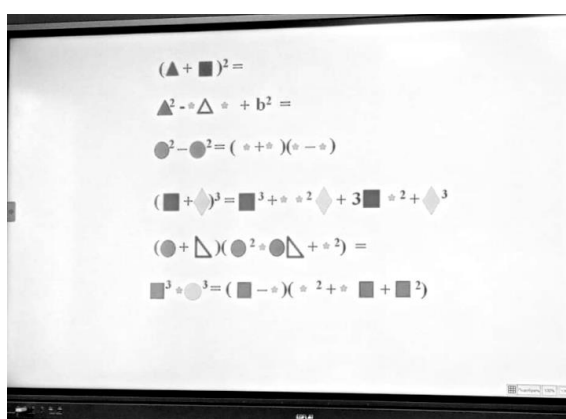 (▲ + ■)² =
▲² - * △ * + b² =
●² − ●² = ( * + * )( * − * )
(■ + ◆)³ = ■³ + * *² ◆ + 3■ *² + ◆³
(● + ◺)(●² * ●◺ + *²) =
■³ * ●³ = ( ■ − * )( *² + * ■ + ■²)